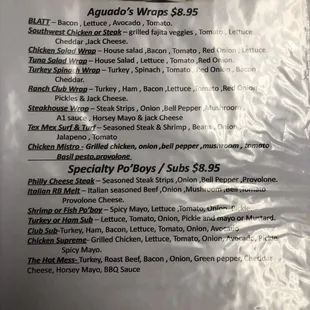 Aguado's Wraps $8.95
BLATT – Bacon , Lettuce , Avocado , Tomato.
Southwest Chicken or Steak – grilled fajita veggies , Tomato , Lettuce
Cheddar ,Jack Cheese.
Chicken Salad Wrap – House salad ,Bacon , Tomato , Red Onion , Lettuce.
Tuna Salad Wrap – House Salad , Bacon , Tomato , Red Onion , Lettuce
Turkey Spinach Wrap – Turkey , Spinach , Tomato , Red Onion , Bacon
Cheddar.
Ranch Club Wrap – Turkey , Ham , Bacon , Lettuce , Tomato ,Red Onion ,
Pickles & Jack Cheese.
Steakhouse Wrap – Steak Strips , Onion ,Bell Pepper ,Mushroom ,
A1 sauce , Horsey Mayo & jack Cheese
Tex Mex Surf & Turf – Seasoned Steak & Shrimp , Beans , Onion ,
Jalapeno , Tomato
Chicken Mistro - Grilled chicken, onion ,bell pepper ,mushroom , tomato
Basil pesto,provolone
Specialty Po'Boys / Subs $8.95
Philly Cheese Steak – Seasoned Steak Strips ,Onion ,Bell Pepper ,Provolone.
Italian RB Melt – Italian seasoned Beef ,Onion ,Mushroom ,Bell ,Tomato
Provolone Cheese.
Shrimp or Fish Po'boy – Spicy Mayo, Lettuce ,Tomato, Onion, Pickle
Turkey or Ham Sub – Lettuce, Tomato, Onion, Pickle and mayo or Mustard.
Club Sub- Turkey, Ham, Bacon, Lettuce, Tomato, Onion, Avocado
Chicken Supreme- Grilled Chicken, Lettuce, Tomato, Onion, Avocado, Pickle,
Spicy Mayo.
The Hot Mess- Turkey, Roast Beef, Bacon , Onion, Green pepper, Cheddar
Cheese, Horsey Mayo, BBQ Sauce